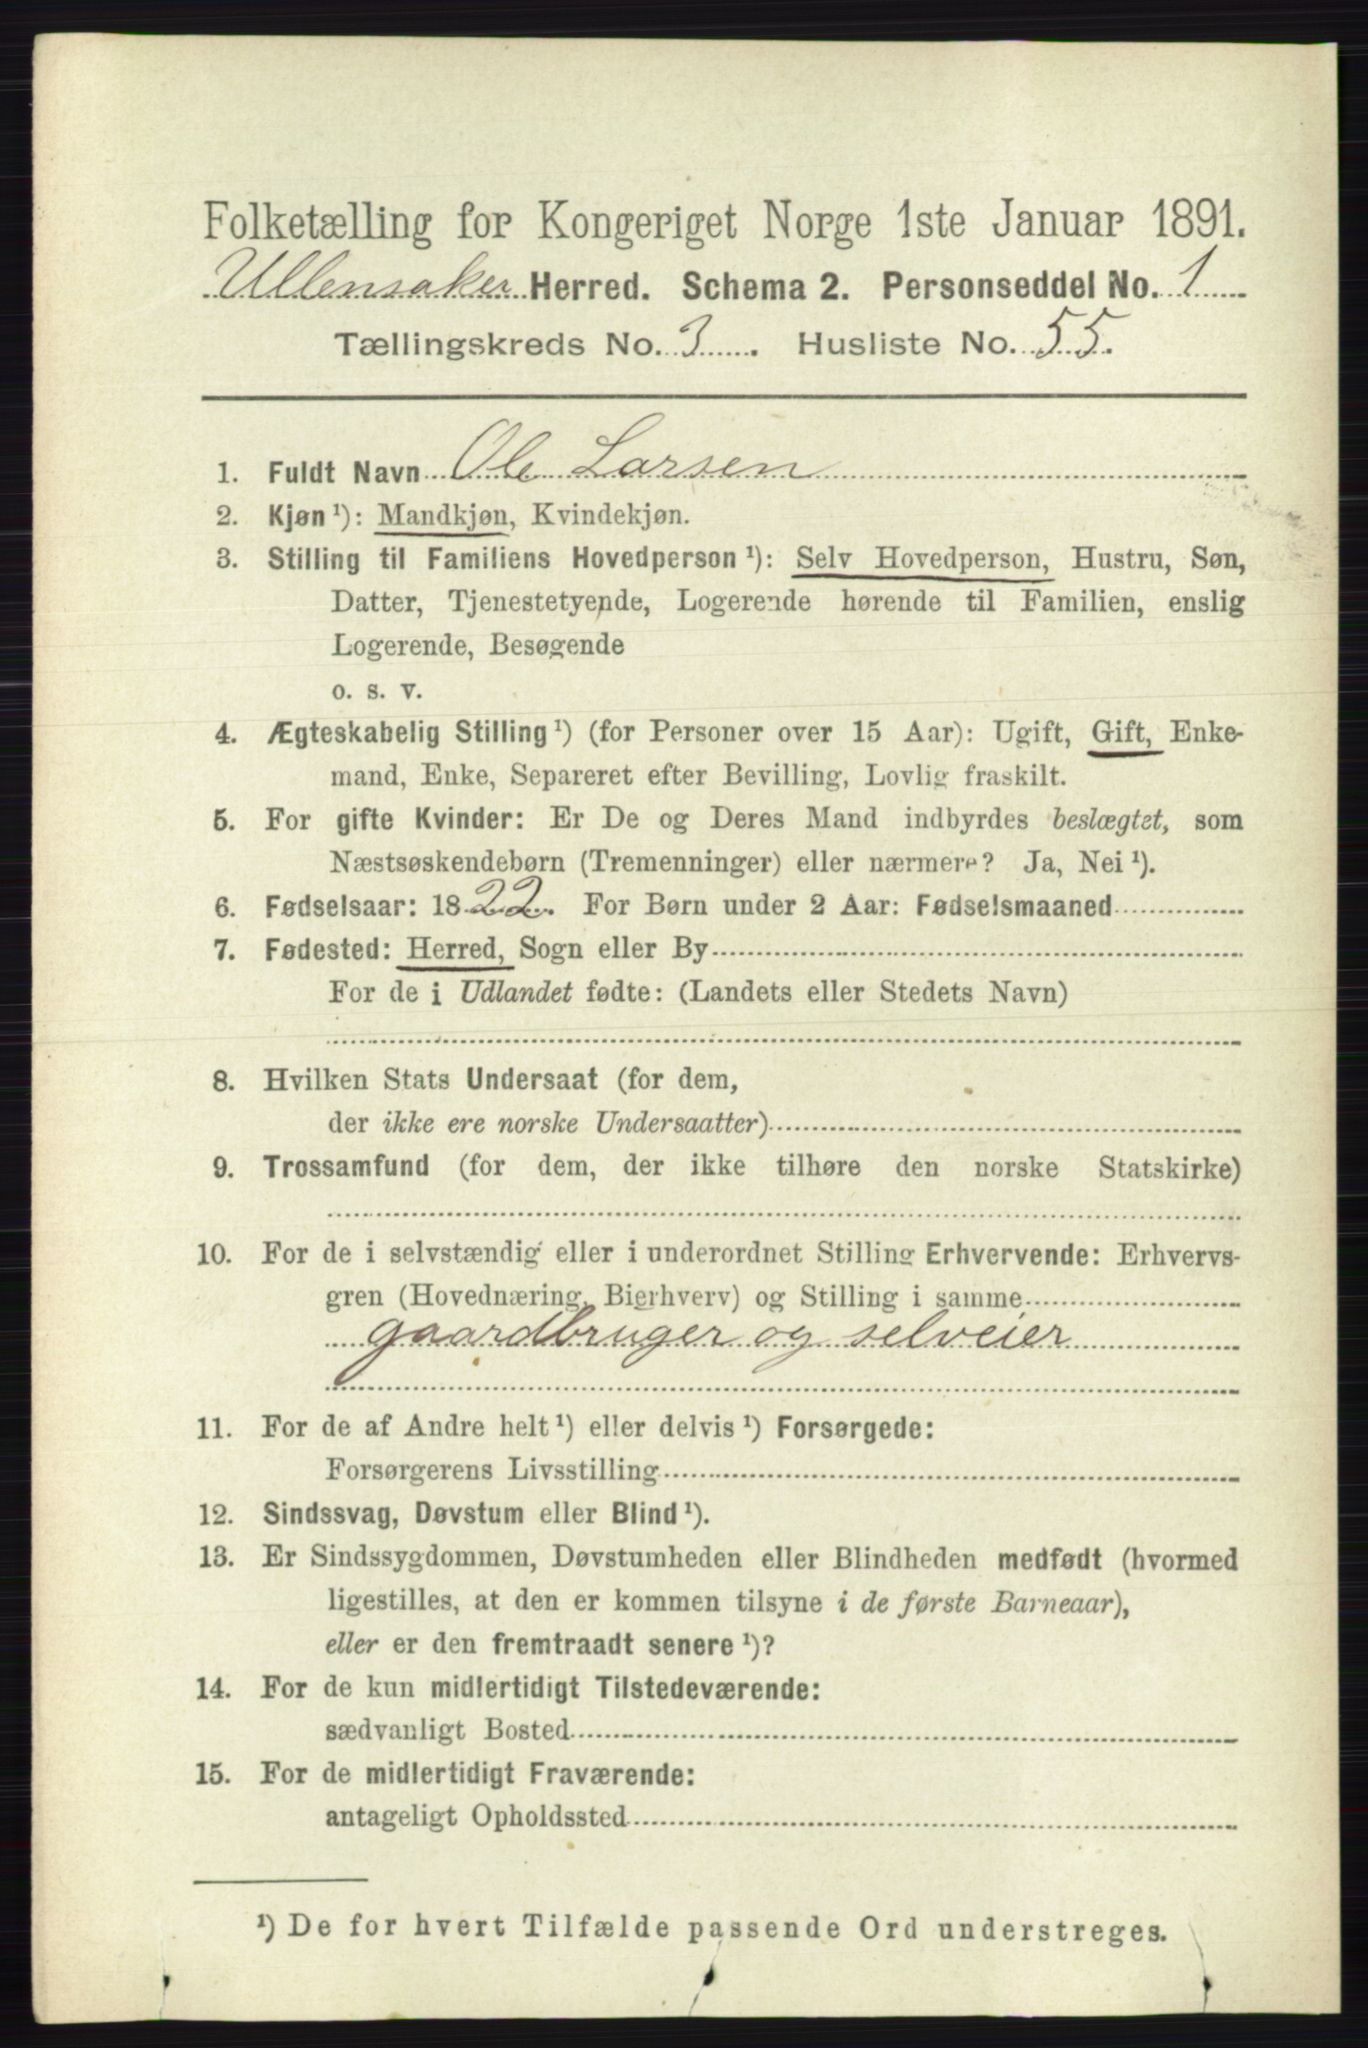 Folketælling for Kongeriget Norge 1ste Januar 1891.
Ullensaker Herred. Schema 2. Personseddel No. 1
Tællingskreds No. 3. Husliste No. 55.
1. Fuldt Navn Ole Larsen
2. Kjøn ¹): Mandkjøn, Kvindekjøn.
3. Stilling til Familiens Hovedperson ¹): Selv Hovedperson, Hustru, Søn,
Datter, Tjenestetyende, Logerende hørende til Familien, enslig
Logerende, Besøgende
o. s. v.
4. Ægteskabelig Stilling ¹) (for Personer over 15 Aar): Ugift, Gift, Enke-
mand, Enke, Separeret efter Bevilling, Lovlig fraskilt.
5. For gifte Kvinder: Er De og Deres Mand indbyrdes beslægtet, som
Næstsøskendebørn (Tremenninger) eller nærmere? Ja, Nei ¹).
6. Fødselsaar: 1822. For Børn under 2 Aar: Fødselsmaaned
7. Fødested: Herred, Sogn eller By
For de i Udlandet fødte: (Landets eller Stedets Navn)
8. Hvilken Stats Undersaat (for dem,
der ikke ere norske Undersaatter)
9. Trossamfund (for dem, der ikke tilhøre den norske Statskirke)
10. For de i selvstændig eller i underordnet Stilling Erhvervende: Erhvervs-
gren (Hovednæring, Bierhverv) og Stilling i samme
gaardbruger og selveier
11. For de af Andre helt ¹) eller delvis ¹) Forsørgede:
Forsørgerens Livsstilling
12. Sindssvag, Døvstum eller Blind ¹).
13. Er Sindssygdommen, Døvstumheden eller Blindheden medfødt (hvormed
ligestilles, at den er kommen tilsyne i de første Barneaar),
eller er den fremtraadt senere ¹)?
14. For de kun midlertidigt Tilstedeværende:
sædvanligt Bosted
15. For de midlertidigt Fraværende:
antageligt Opholdssted
¹) De for hvert Tilfælde passende Ord understreges.